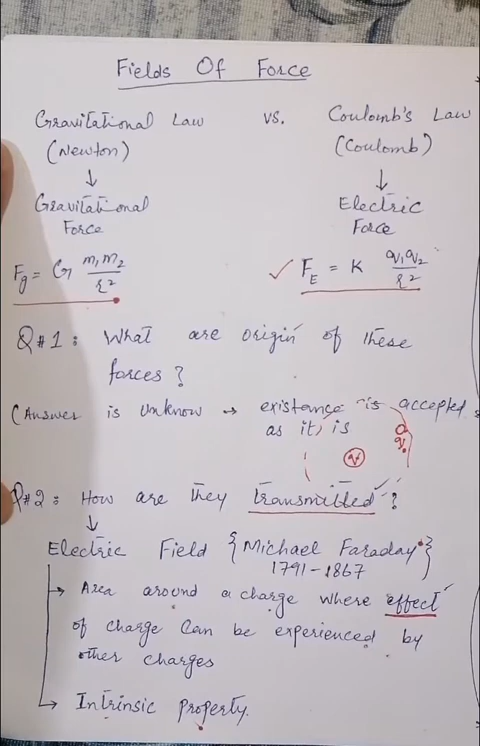 Fields Of Force
Gravitational Law vs. Coulomb's Law
(Newton) (Coulomb)
↓ ↓
Gravitational Electric
Force Force
Fg = G m₁m₂/r² ✓ F_E = K q₁q₂/r²
Q#1: What are origin of these
forces?
(Answer is unknow → existance is accepted
as it is
q q₀
Q#2: How are they transmitted?
↓
Electric Field {Michael Faraday}
1791-1867
→ Area around a charge where effect
of charge can be experienced by
other charges
→ Intrinsic property.